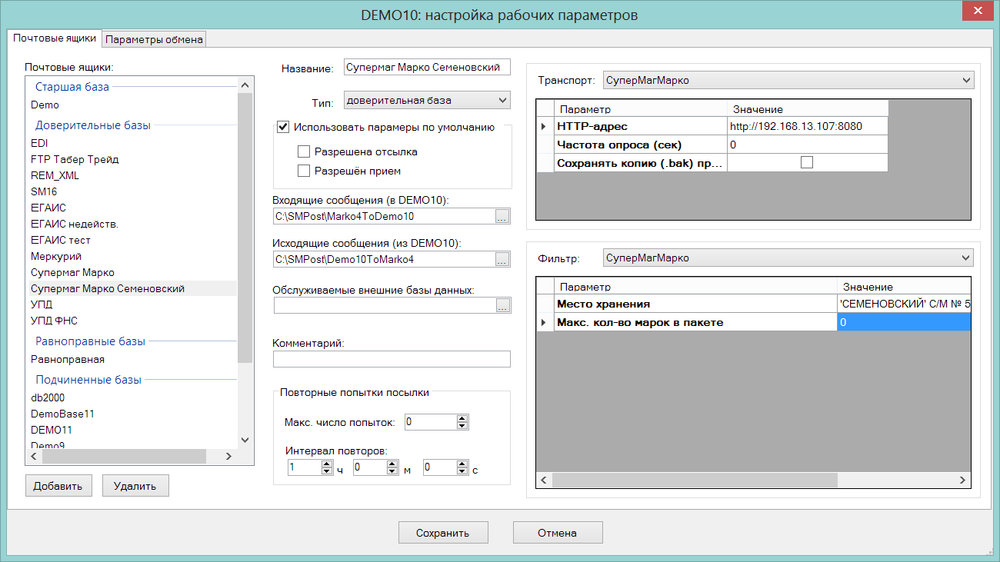 DEMO10: настройка рабочих параметров
Почтовые ящики
Параметры обмена
Почтовые ящики:
Старшая база
Demo
Доверительные базы
EDI
FTP Табер Трейд
REM_XML
SM16
ЕГАИС
ЕГАИС недейств.
ЕГАИС тест
Меркурий
Супермаг Марко
Супермаг Марко Семеновский
УПД
УПД ФНС
Равноправные базы
Равноправная
Подчиненные базы
db2000
DemoBase11
DEMO11
Demo9
Добавить
Удалить
Название:
Супермаг Марко Семеновский
Тип:
доверительная база
Использовать парамеры по умолчанию
Разрешена отсылка
Разрешён прием
Входящие сообщения (в DEMO10):
C:\SMPost\Marko4ToDemo10
...
Исходящие сообщения (из DEMO10):
C:\SMPost\Demo10ToMarko4
...
Обслуживаемые внешние базы данных:
...
Комментарий:
Повторные попытки посылки
Макс. число попыток:
0
Интервал повторов:
1 ч 0 м 0 с
Транспорт:
СуперМагМарко
Параметр Значение
HTTP-адрес http://192.168.13.107:8080
Частота опроса (сек) 0
Сохранять копию (.bak) пр...
Фильтр:
СуперМагМарко
Параметр Значение
Место хранения 'СЕМЕНОВСКИЙ' С/М № 5
Макс. кол-во марок в пакете 0
Сохранить
Отмена